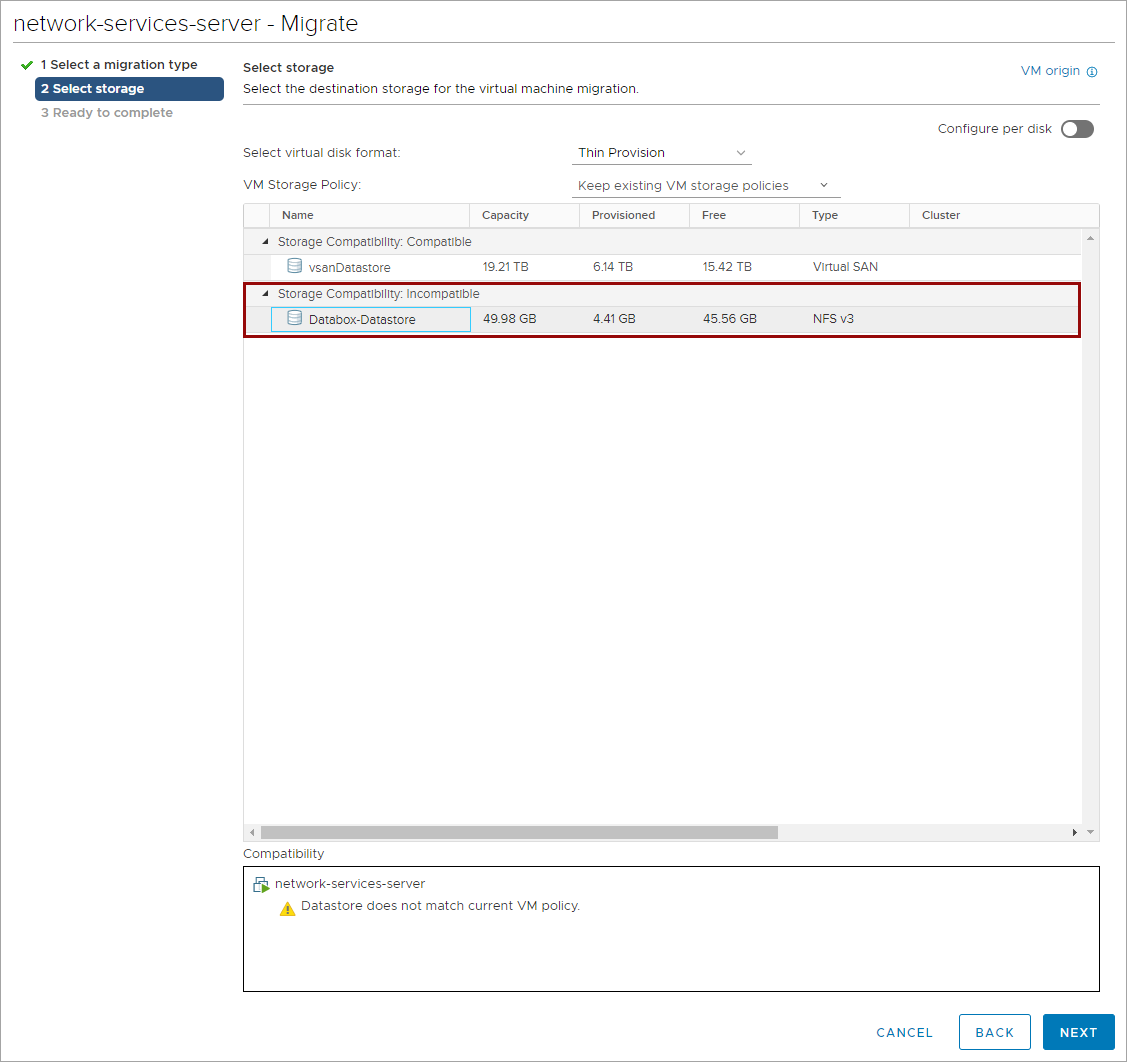 network-services-server - Migrate
1 Select a migration type
2 Select storage
3 Ready to complete
Select storage
Select the destination storage for the virtual machine migration.
VM origin
Configure per disk
Select virtual disk format: Thin Provision
VM Storage Policy: Keep existing VM storage policies
Name Capacity Provisioned Free Type Cluster
Storage Compatibility: Compatible
vsanDatastore 19.21 TB 6.14 TB 15.42 TB Virtual SAN
Storage Compatibility: Incompatible
Databox-Datastore 49.98 GB 4.41 GB 45.56 GB NFS v3
Compatibility
network-services-server
Datastore does not match current VM policy.
CANCEL BACK NEXT